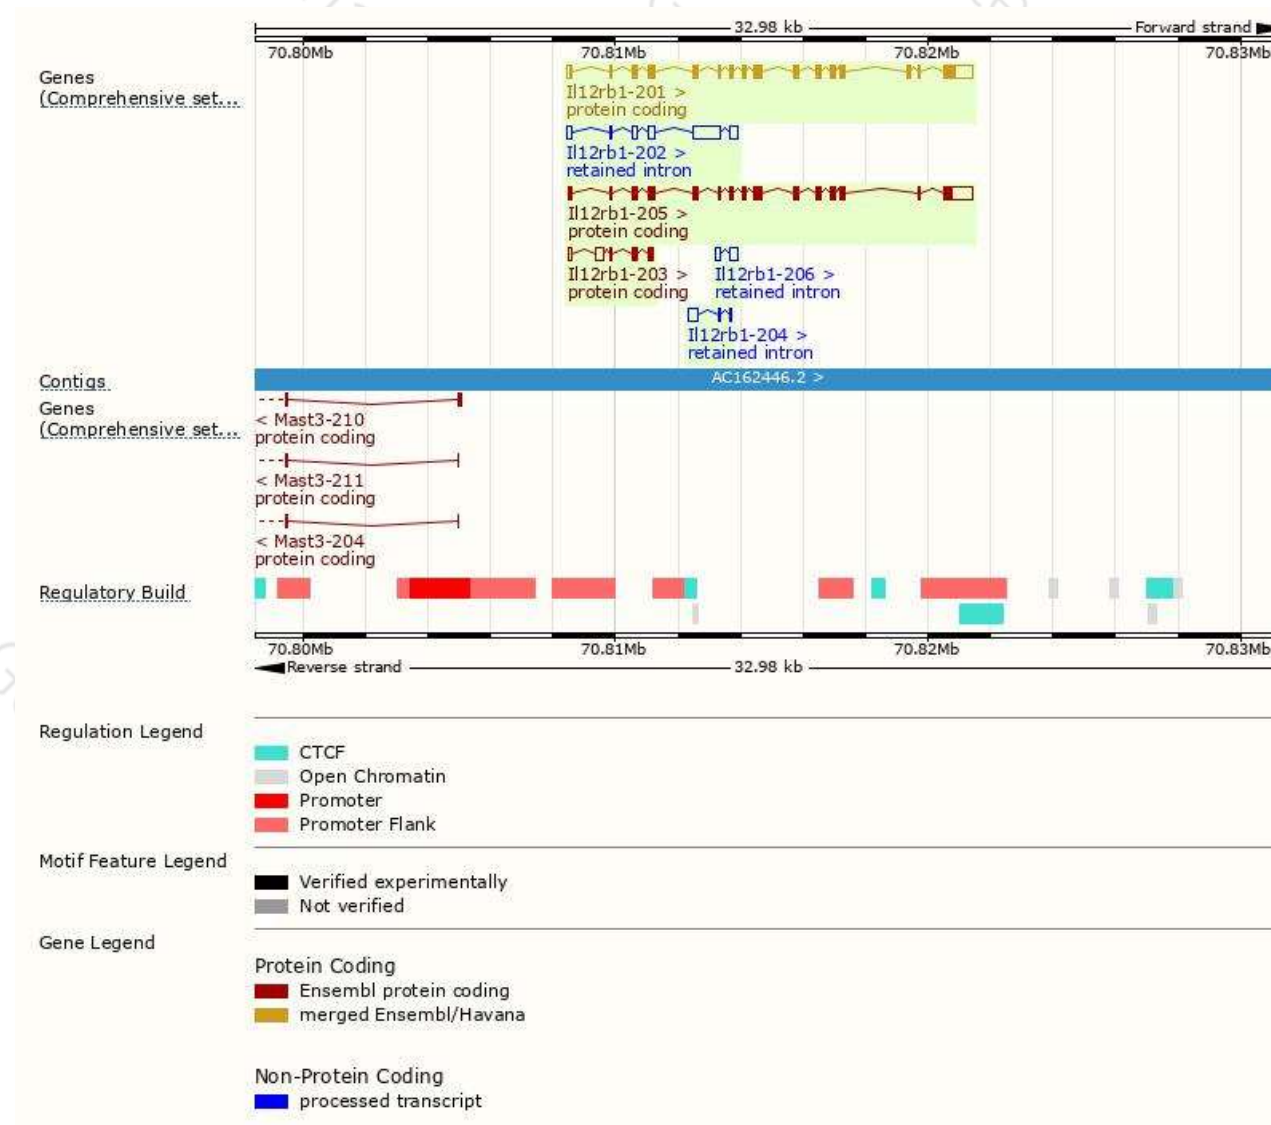 32.98 kb Forward strand
70.80Mb 70.81Mb 70.82Mb 70.83Mb
Genes
(Comprehensive set...
Il12rb1-201 >
protein coding
Il12rb1-202 >
retained intron
Il12rb1-205 >
protein coding
Il12rb1-203 > Il12rb1-206 >
protein coding retained intron
Il12rb1-204 >
retained intron
Contigs AC162446.2 >
Genes
(Comprehensive set...
< Mast3-210
protein coding
< Mast3-211
protein coding
< Mast3-204
protein coding
Regulatory Build
70.80Mb 70.81Mb 70.82Mb 70.83Mb
Reverse strand 32.98 kb
Regulation Legend
CTCF
Open Chromatin
Promoter
Promoter Flank
Motif Feature Legend
Verified experimentally
Not verified
Gene Legend
Protein Coding
Ensembl protein coding
merged Ensembl/Havana
Non-Protein Coding
processed transcript